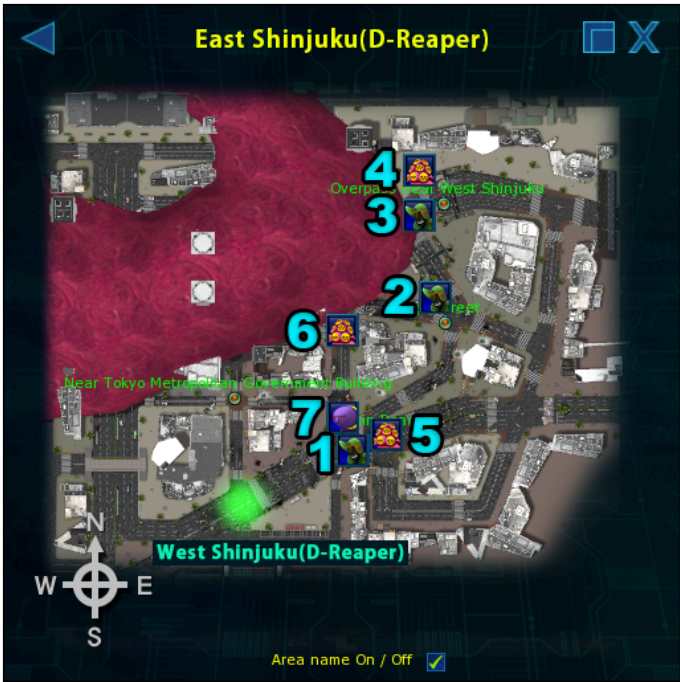 East Shinjuku(D-Reaper)
X
4
Overpass near West Shinjuku
3
2
reet
6
Near Tokyo Metropolitan Government Building
7
1
5
N
West Shinjuku(D-Reaper)
W E
S
Area name On / Off